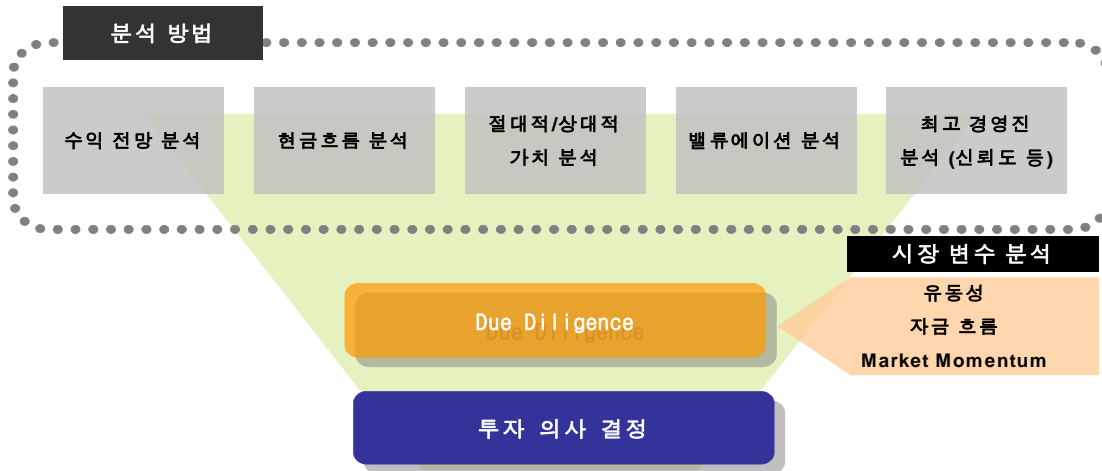 분석 방법
수익 전망 분석
현금흐름 분석
절대적/상대적
가치 분석
밸류에이션 분석
최고 경영진
분석 (신뢰도 등)
시장 변수 분석
유동성
자금 흐름
Market Momentum
Due Diligence
투자 의사 결정